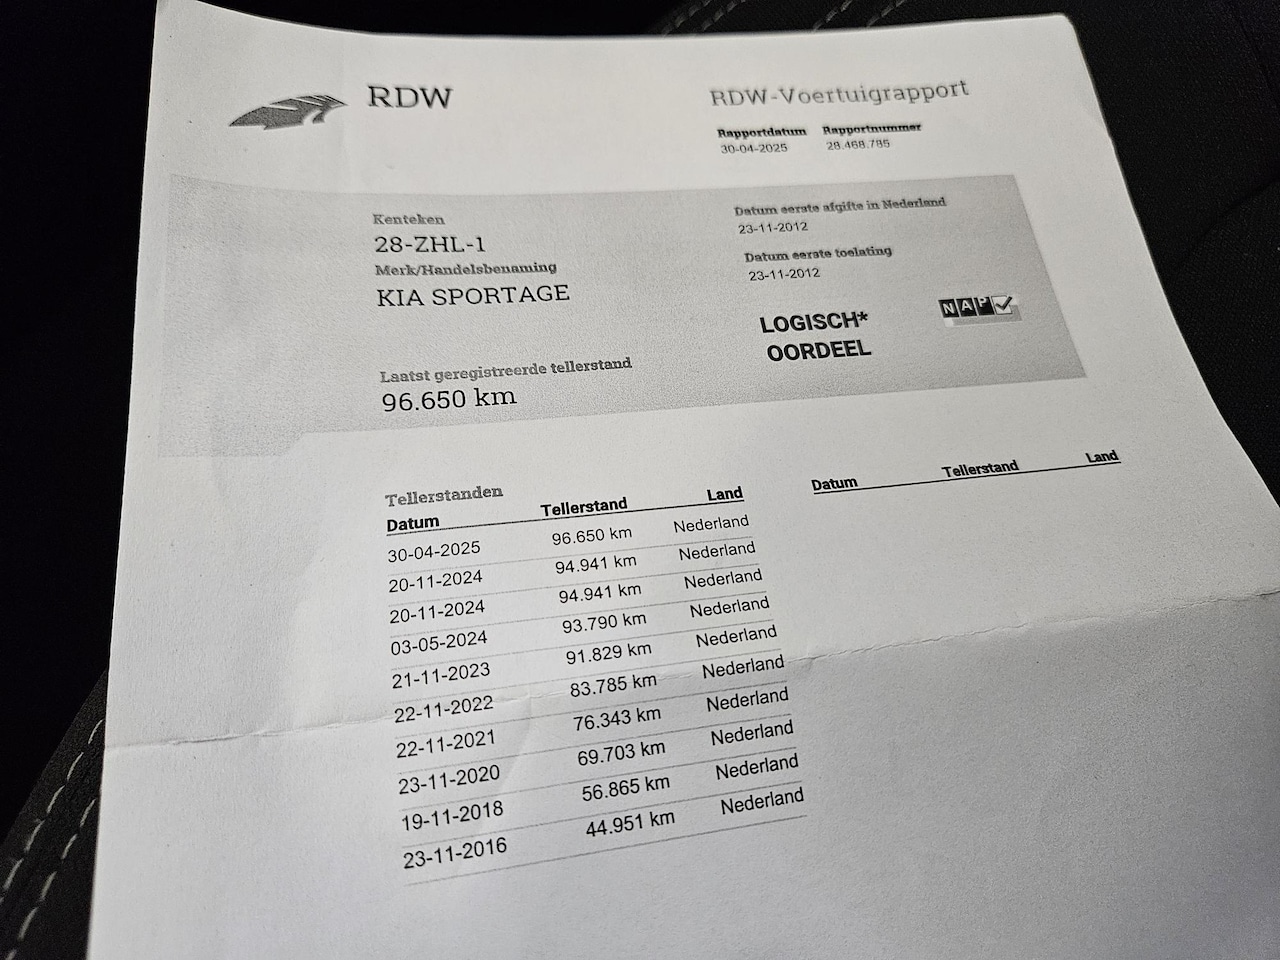 RDW
RDW-Voertuigrapport
Rapportdatum Rapportnummer
30-04-2025 28.468.785
Kenteken
28-ZHL-1
Merk/Handelsbenaming
KIA SPORTAGE
Laatst geregistreerde tellerstand
96.650 km
Datum eerste afgifte in Nederland
23-11-2012
Datum eerste toelating
23-11-2012
LOGISCH*
OORDEEL
NAP
Tellerstanden
Datum Tellerstand Land
30-04-2025 96.650 km Nederland
20-11-2024 94.941 km Nederland
20-11-2024 94.941 km Nederland
03-05-2024 93.790 km Nederland
21-11-2023 91.829 km Nederland
22-11-2022 83.785 km Nederland
22-11-2021 76.343 km Nederland
23-11-2020 69.703 km Nederland
19-11-2018 56.865 km Nederland
23-11-2016 44.951 km Nederland
Datum Tellerstand Land